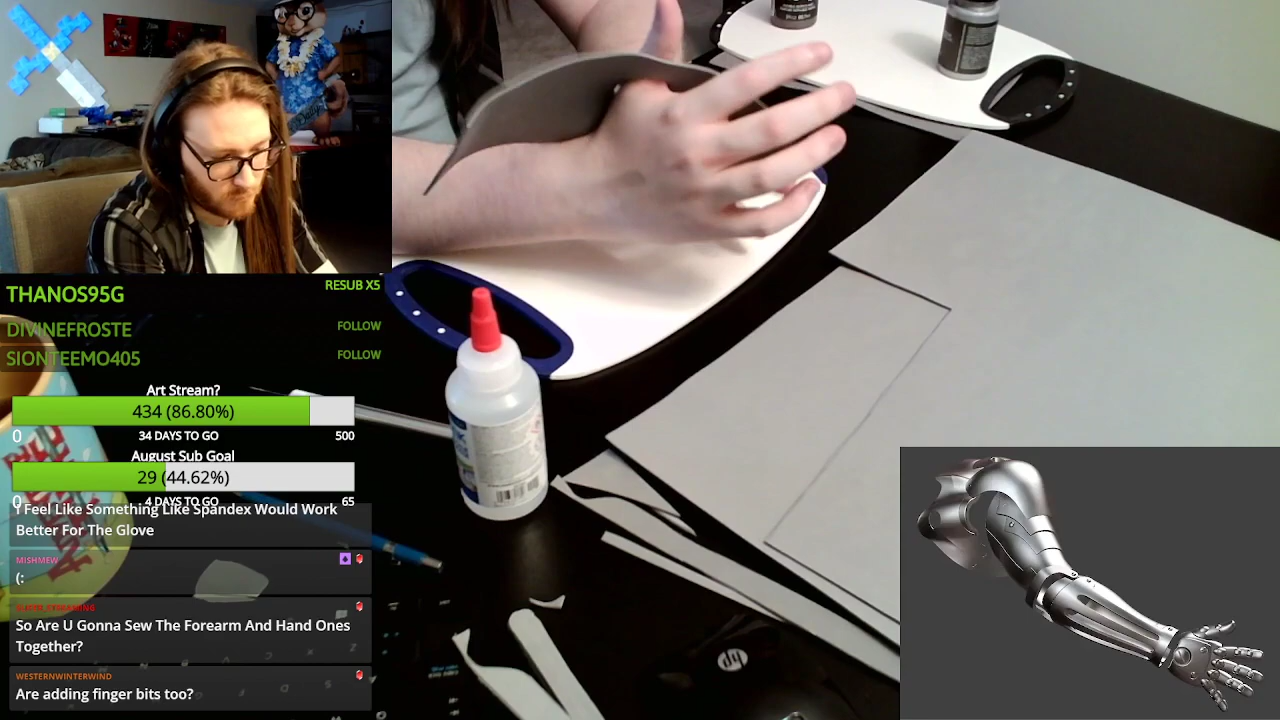 THANOS95G
RESUB X5
DIVINEFROSTE
FOLLOW
SIONTEEMO405
FOLLOW
Art Stream?
434 (86.80%)
0
34 DAYS TO GO
500
August Sub Goal
29 (44.62%)
0
4 DAYS TO GO
65
I Feel Like Something Like Spandex Would Work
Better For The Glove
MISHMEW
(:
So Are U Gonna Sew The Forearm And Hand Ones
Together?
WESTERNWINTERWIND
Are adding finger bits too?
hp